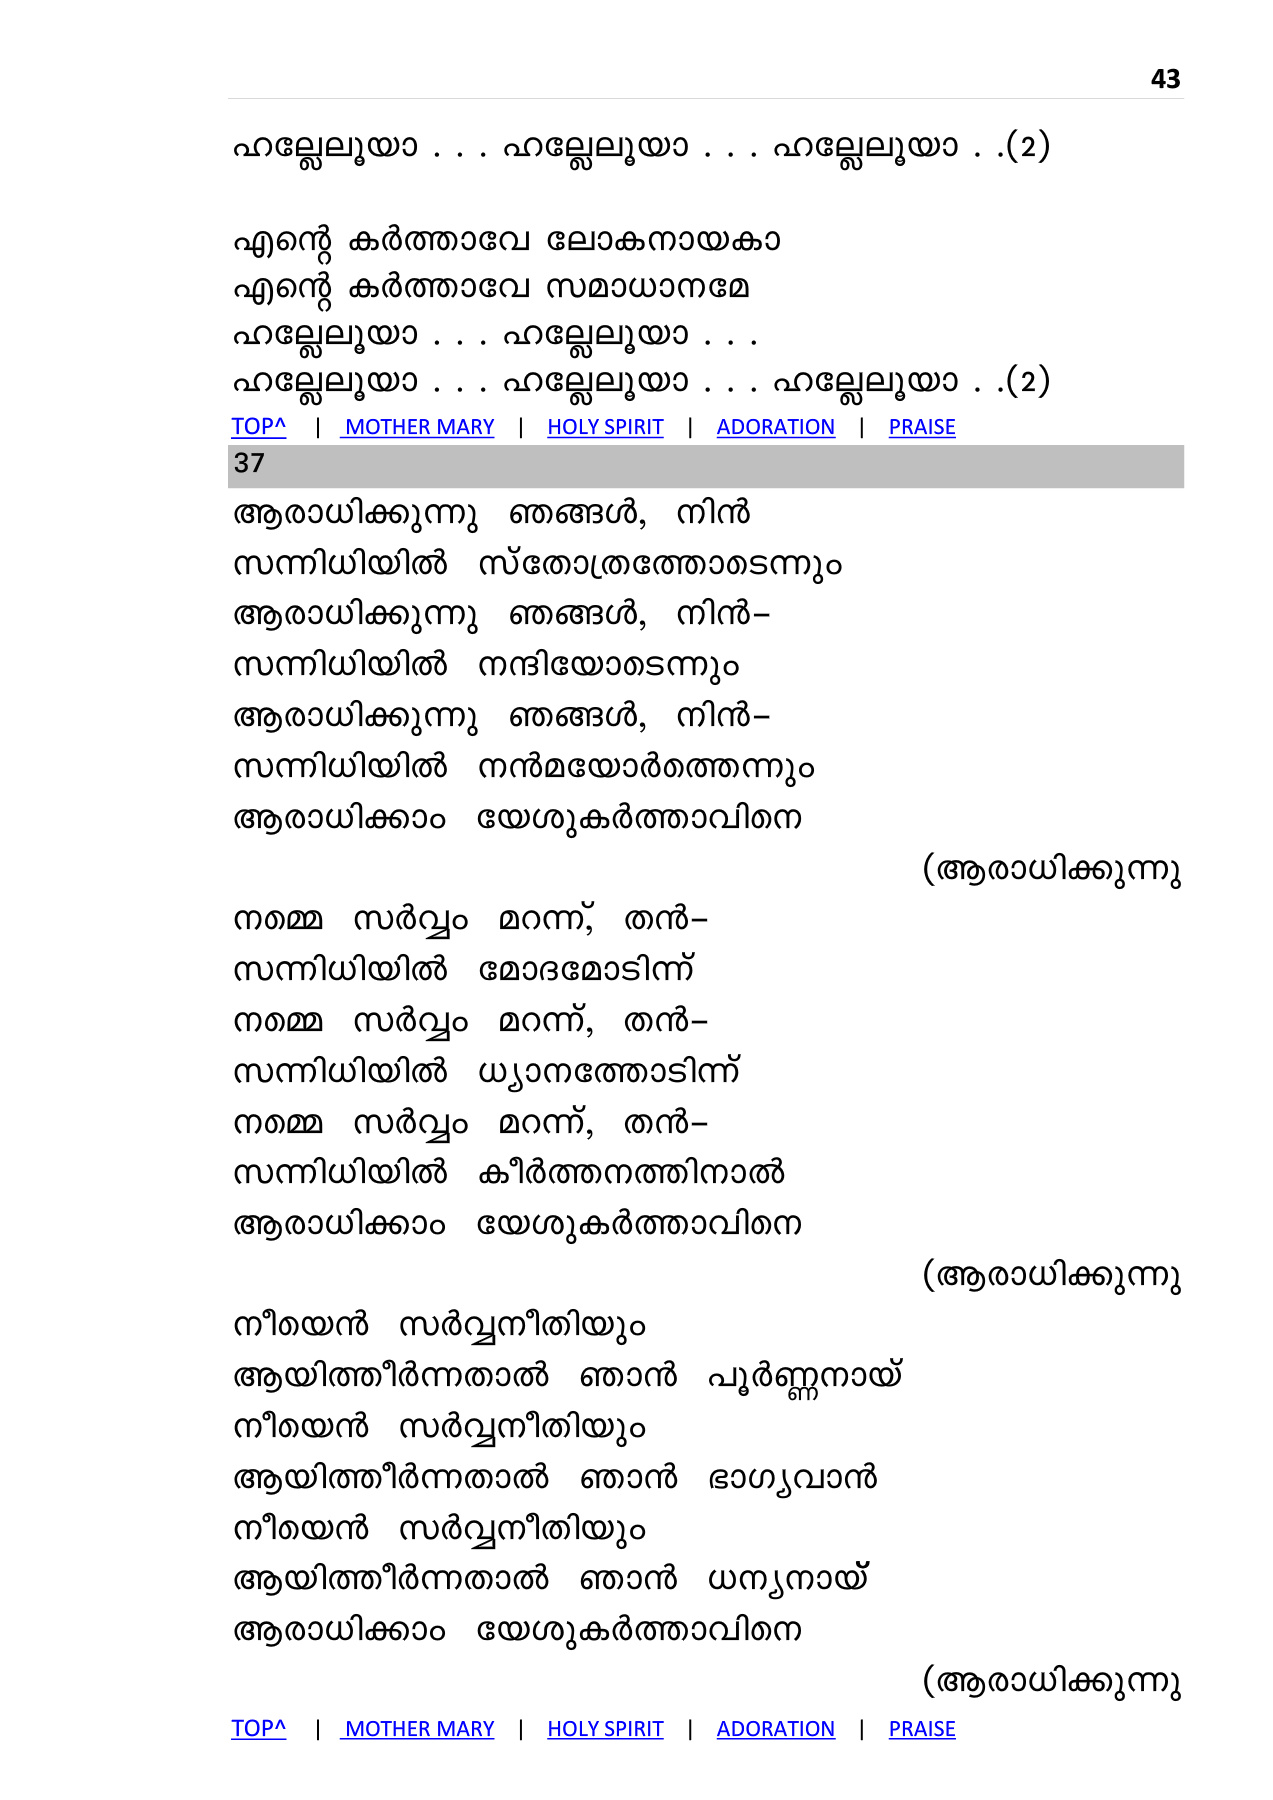 43
ഹല്ലേലൂയാ . . . ഹല്ലേലൂയാ . . . ഹല്ലേലൂയാ . .(2)
എന്റെ കർത്താവേ ലോകനായകാ
എന്റെ കർത്താവേ സമാധാനമേ
ഹല്ലേലൂയാ . . . ഹല്ലേലൂയാ . . .
ഹല്ലേലൂയാ . . . ഹല്ലേലൂയാ . . . ഹല്ലേലൂയാ . .(2)
TOP^ | MOTHER MARY | HOLY SPIRIT | ADORATION | PRAISE
37
ആരാധിക്കുന്നു ഞങ്ങൾ, നിൻ
സന്നിധിയിൽ സ്തോത്രത്തോടെന്നും
ആരാധിക്കുന്നു ഞങ്ങൾ, നിൻ-
സന്നിധിയിൽ നന്ദിയോടെന്നും
ആരാധിക്കുന്നു ഞങ്ങൾ, നിൻ-
സന്നിധിയിൽ നൻമയോർത്തെന്നും
ആരാധിക്കാം യേശുകർത്താവിനെ
(ആരാധിക്കുന്നു
നമ്മെ സർവ്വം മറന്ന്, തൻ-
സന്നിധിയിൽ മോദമോടിന്ന്
നമ്മെ സർവ്വം മറന്ന്, തൻ-
സന്നിധിയിൽ ധ്യാനത്തോടിന്ന്
നമ്മെ സർവ്വം മറന്ന്, തൻ-
സന്നിധിയിൽ കീർത്തനത്തിനാൽ
ആരാധിക്കാം യേശുകർത്താവിനെ
(ആരാധിക്കുന്നു
നീയെൻ സർവ്വനീതിയും
ആയിത്തീർന്നതാൽ ഞാൻ പൂർണ്ണനായ്
നീയെൻ സർവ്വനീതിയും
ആയിത്തീർന്നതാൽ ഞാൻ ഭാഗ്യവാൻ
നീയെൻ സർവ്വനീതിയും
ആയിത്തീർന്നതാൽ ഞാൻ ധന്യനായ്
ആരാധിക്കാം യേശുകർത്താവിനെ
(ആരാധിക്കുന്നു
TOP^ | MOTHER MARY | HOLY SPIRIT | ADORATION | PRAISE